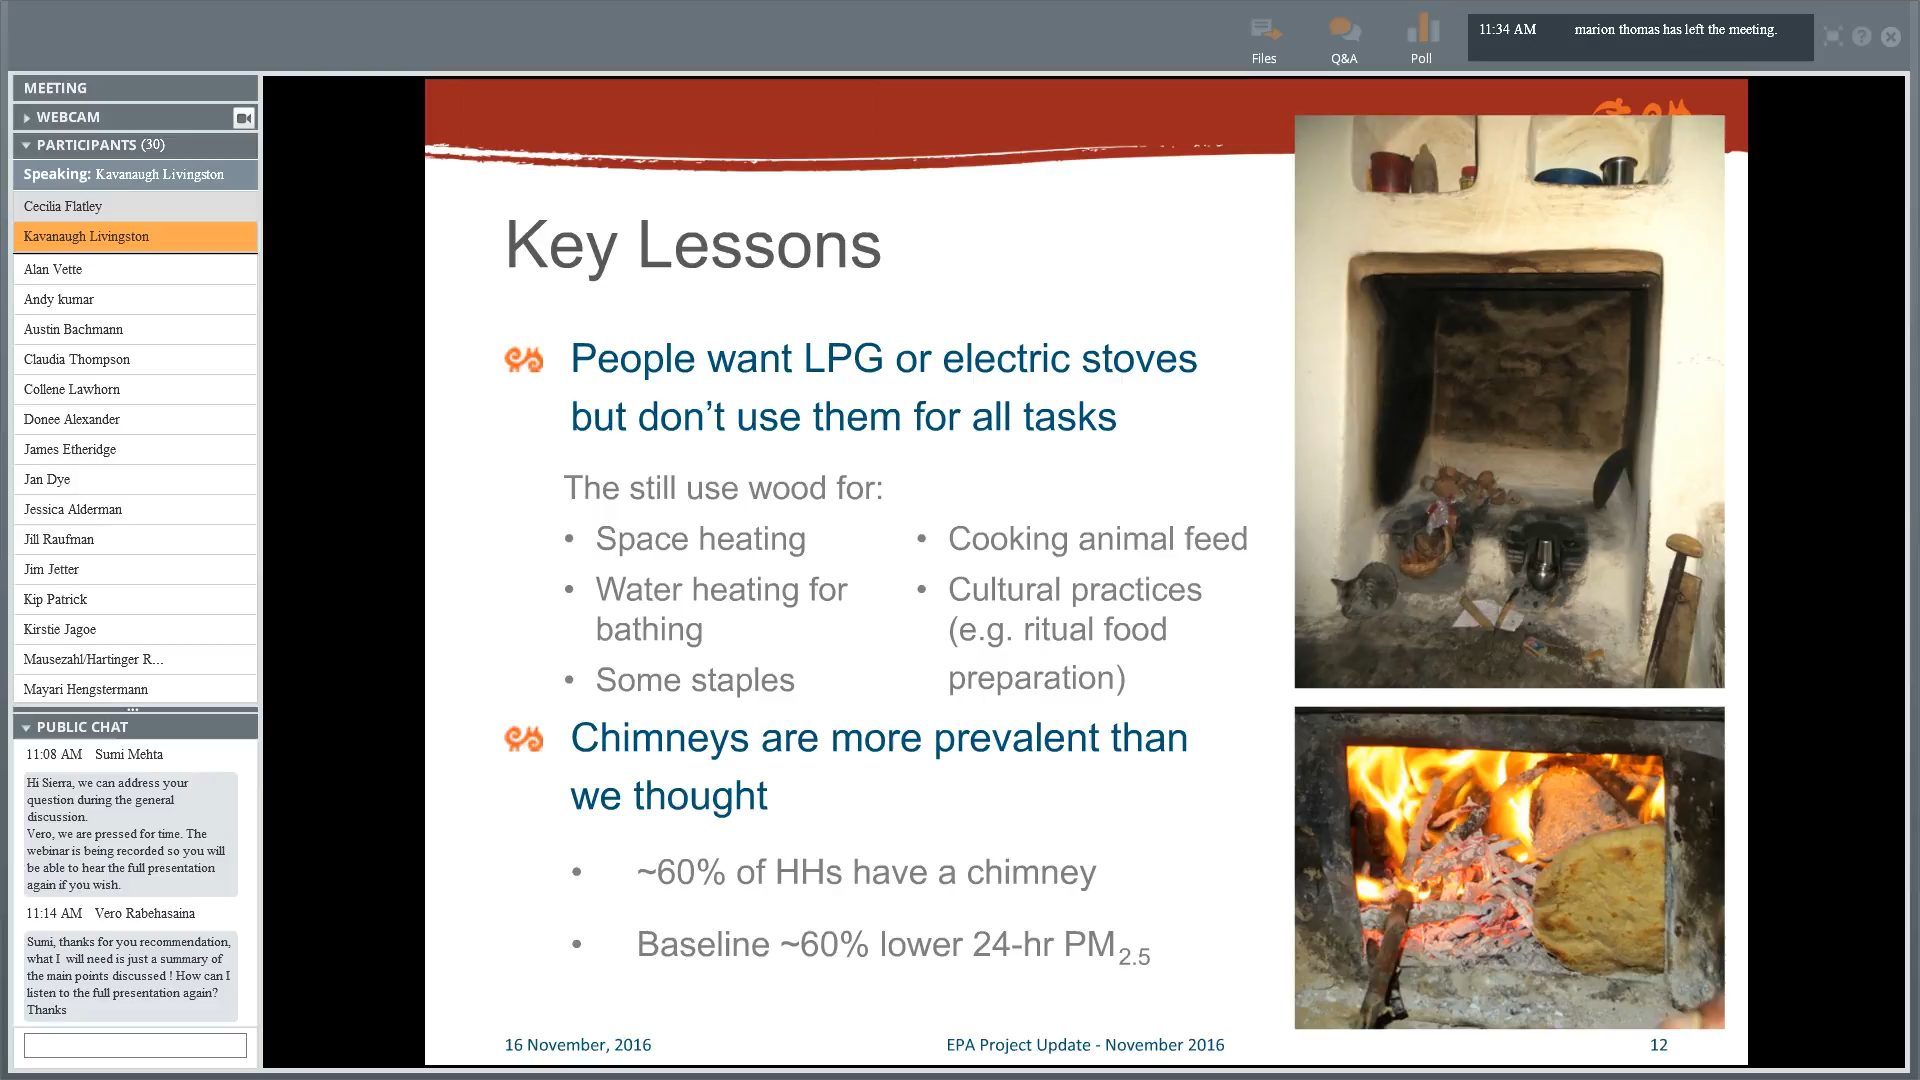 Files
Q&A
Poll
11:34 AM marion thomas has left the meeting.
MEETING
WEBCAM
PARTICIPANTS (30)
Speaking: Kavanaugh Livingston
Cecilia Flatley
Kavanaugh Livingston
Alan Vette
Andy kumar
Austin Bachmann
Claudia Thompson
Collene Lawhorn
Donee Alexander
James Etheridge
Jan Dye
Jessica Alderman
Jill Raufman
Jim Jetter
Kip Patrick
Kirstie Jagoe
Mausezahl/Hartinger R...
Mayari Hengstermann
PUBLIC CHAT
11:08 AM Sumi Mehta
Hi Sierra, we can address your
question during the general
discussion.
Vero, we are pressed for time. The
webinar is being recorded so you will
be able to hear the full presentation
again if you wish.
11:14 AM Vero Rabehasaina
Sumi, thanks for you recommendation,
what I will need is just a summary of
the main points discussed ! How can I
listen to the full presentation again?
Thanks
Key Lessons
People want LPG or electric stoves
but don’t use them for all tasks
The still use wood for:
• Space heating
• Water heating for
bathing
• Some staples
• Cooking animal feed
• Cultural practices
(e.g. ritual food
preparation)
Chimneys are more prevalent than
we thought
• ~60% of HHs have a chimney
• Baseline ~60% lower 24-hr PM2.5
16 November, 2016
EPA Project Update - November 2016
12